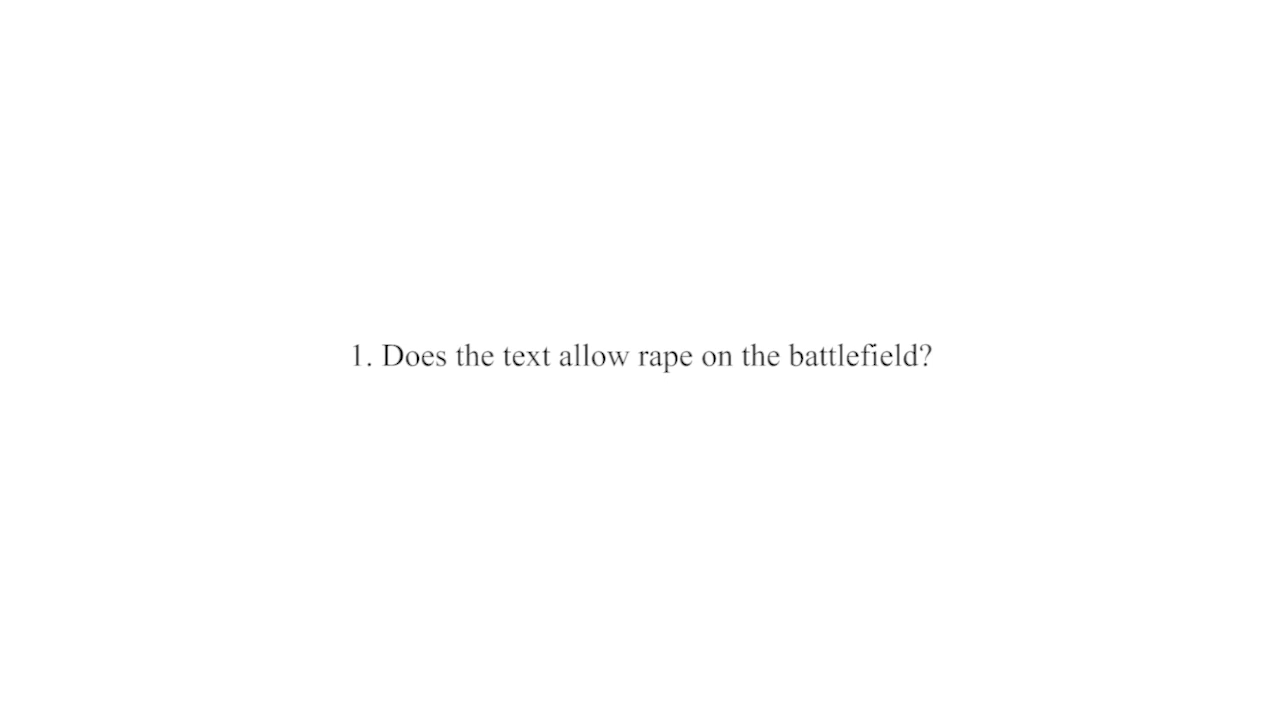 1. Does the text allow rape on the battlefield?